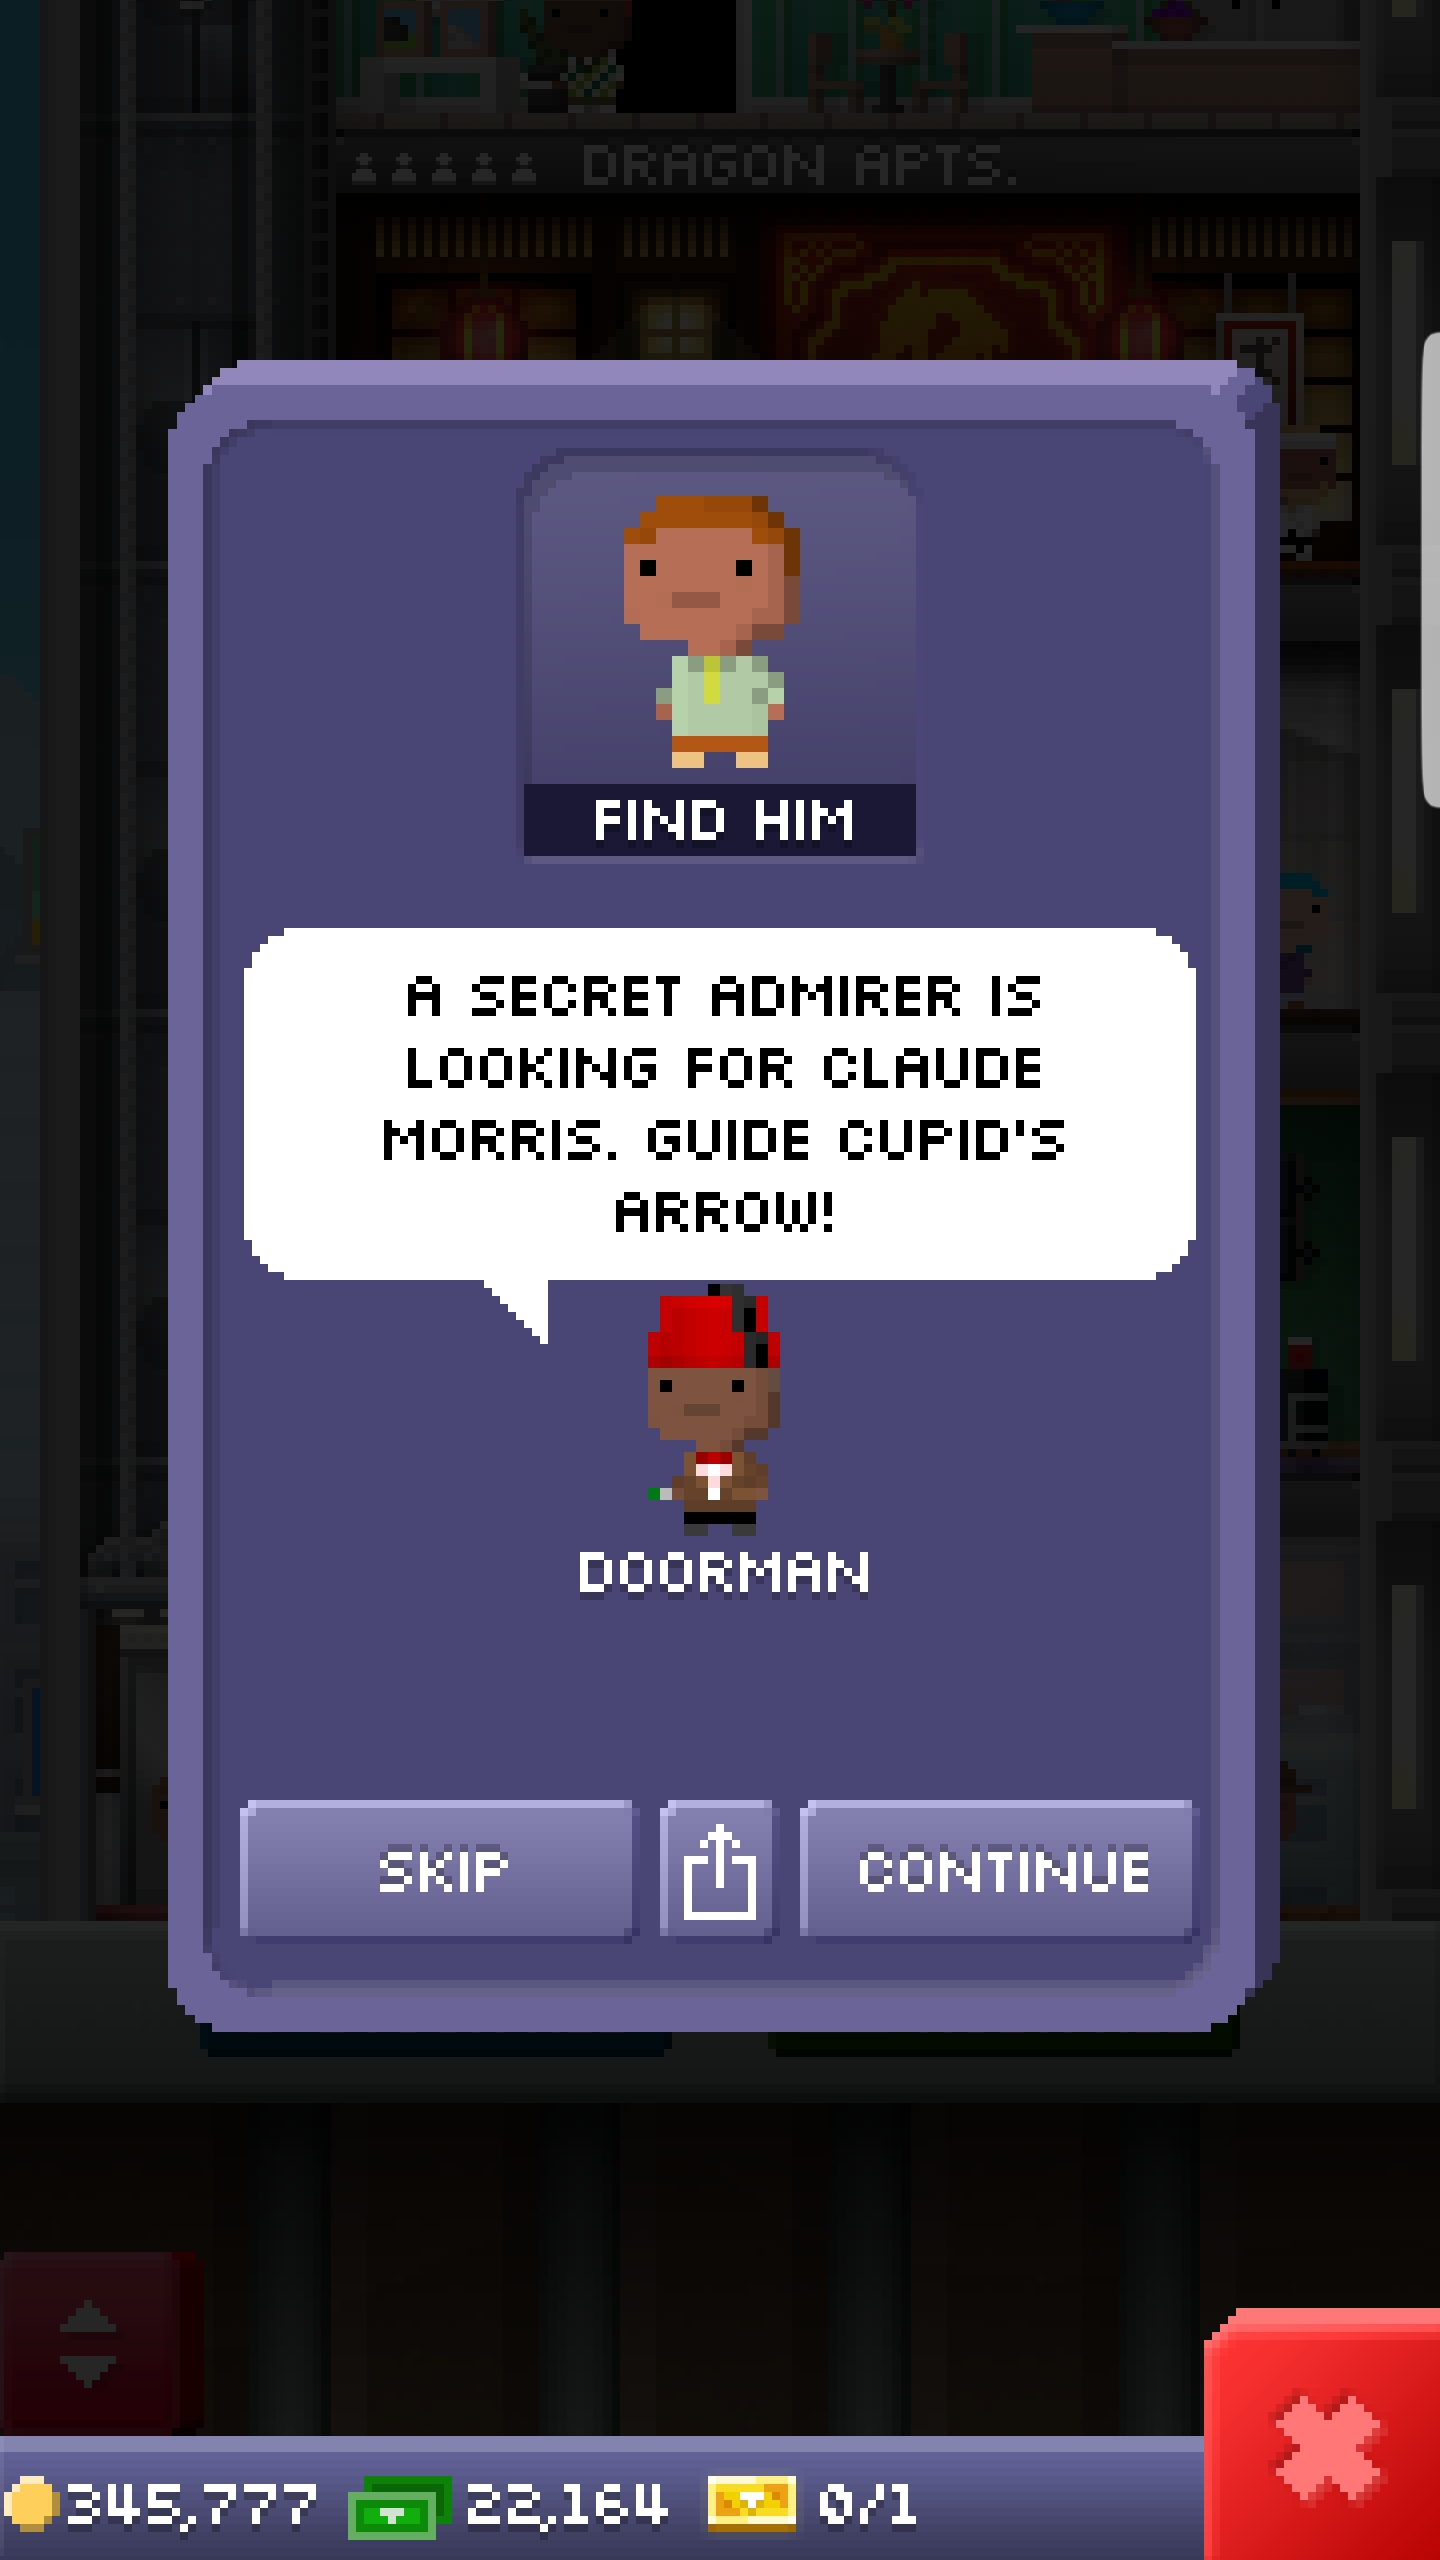 DRAGON APTS.
FIND HIM
A SECRET ADMIRER IS
LOOKING FOR CLAUDE
MORRIS. GUIDE CUPID'S
ARROW!
DOORMAN
SKIP
CONTINUE
345,777 22,164 0/1